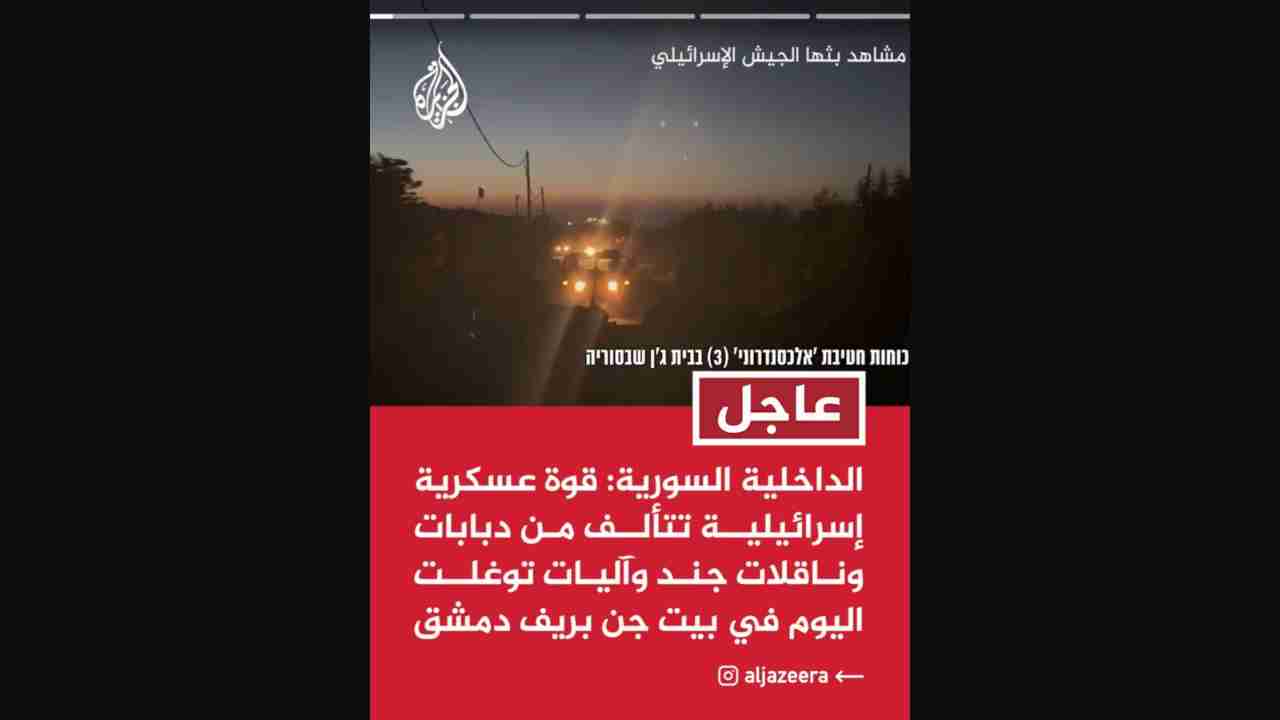 مشاهد بثها الجيش الإسرائيلي
الجزيرة
כוחות חטיבת 'אלכסנדרוני' (3) בבית ג'ן שבסוריה
عاجل
الداخلية السورية: قوة عسكرية
إسرائيلية تتألف من دبابات
وناقلات جند وآليات توغلت
اليوم في بيت جن بريف دمشق
aljazeera